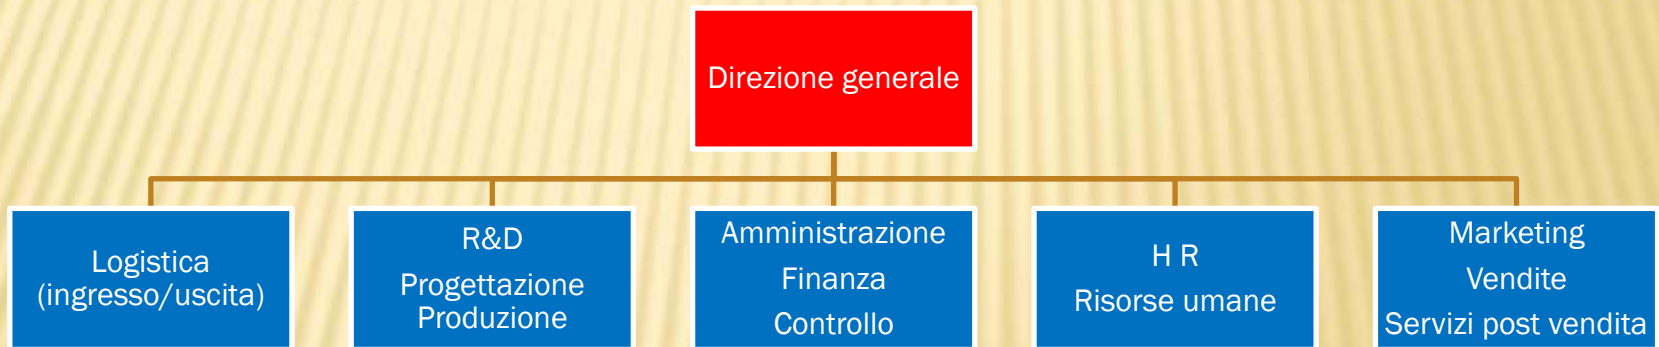 Direzione generale
Logistica
(ingresso/uscita)
R&D
Progettazione
Produzione
Amministrazione
Finanza
Controllo
H R
Risorse umane
Marketing
Vendite
Servizi post vendita